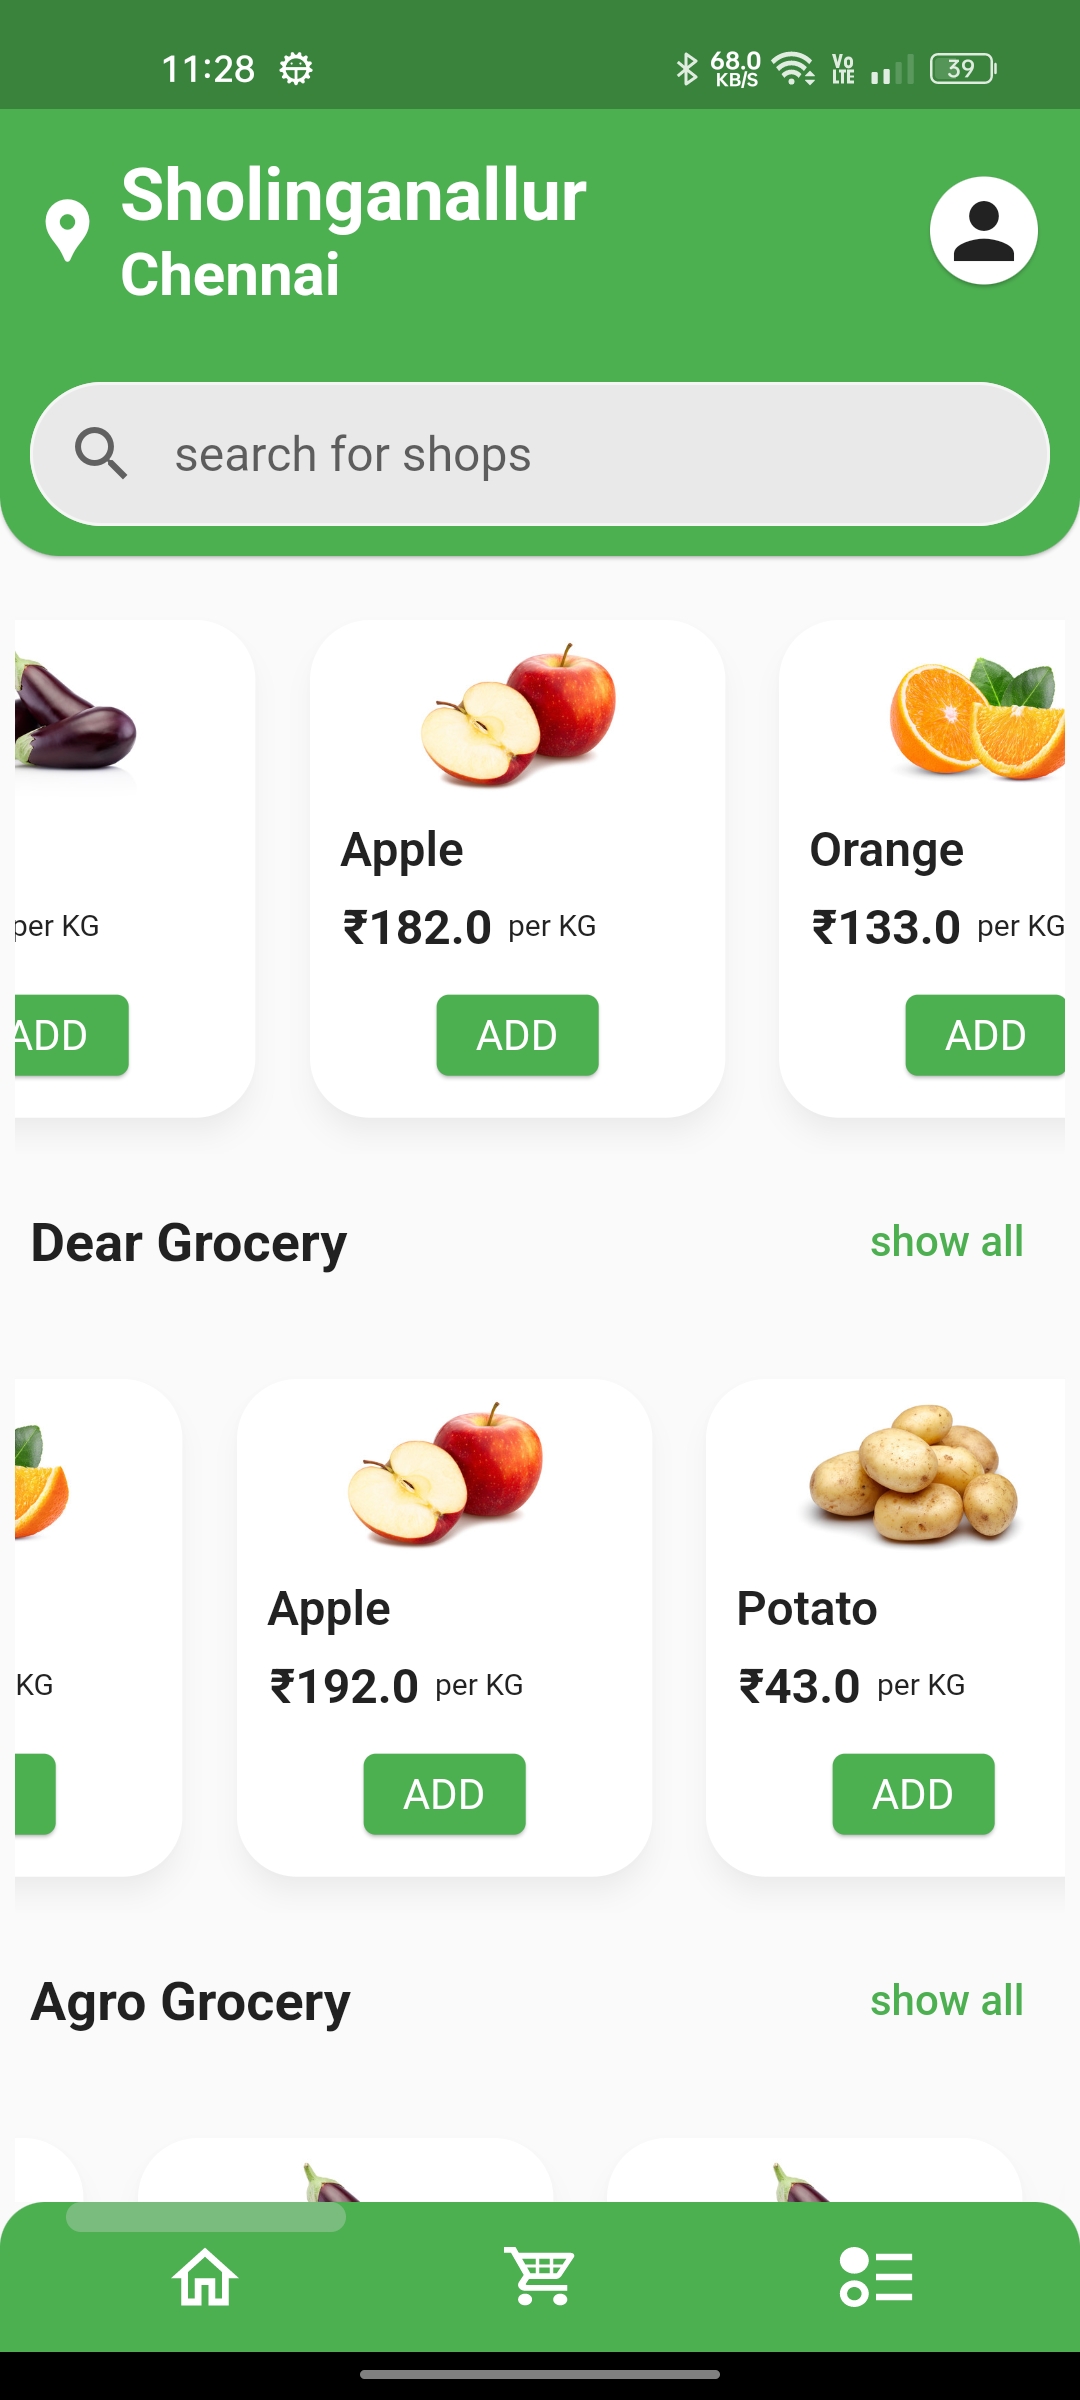 11:28
68.0
KB/S
Vo
LTE
39
Sholinganallur
Chennai
search for shops
Apple
Orange
per KG
₹182.0 per KG
₹133.0 per KG
ADD
ADD
ADD
Dear Grocery
show all
Apple
Potato
KG
₹192.0 per KG
₹43.0 per KG
ADD
ADD
Agro Grocery
show all